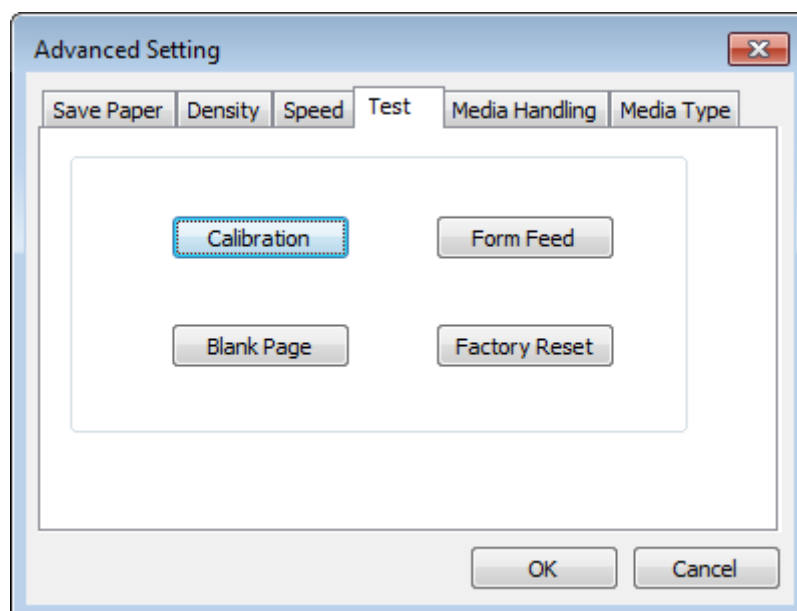 Advanced Setting
Save Paper Density Speed Test Media Handling Media Type
Calibration Form Feed
Blank Page Factory Reset
OK Cancel